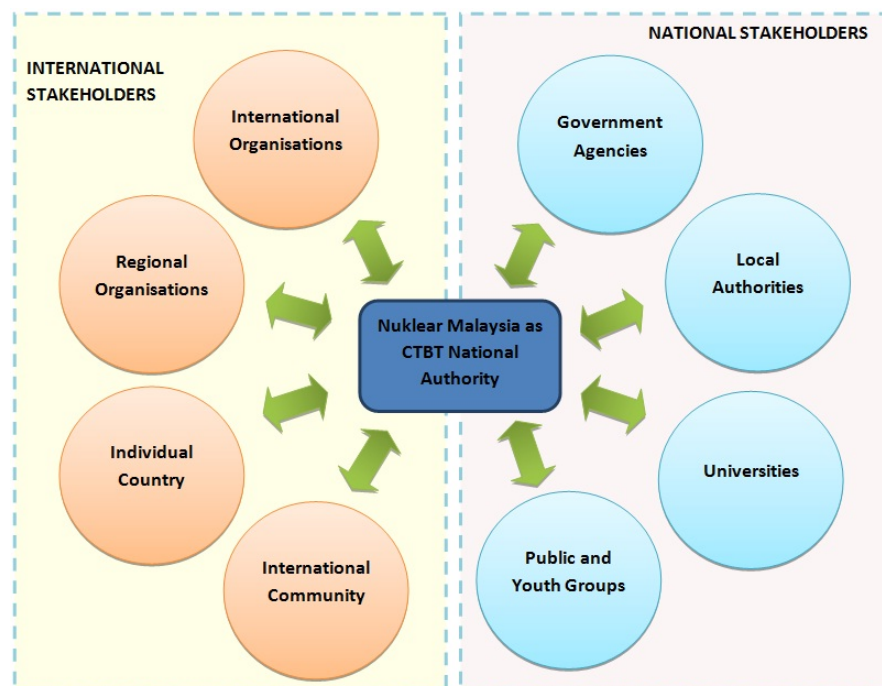 INTERNATIONAL
STAKEHOLDERS
International
Organisations
Regional
Organisations
Individual
Country
International
Community
Nuklear Malaysia as
CTBT National
Authority
NATIONAL STAKEHOLDERS
Government
Agencies
Local
Authorities
Universities
Public and
Youth Groups